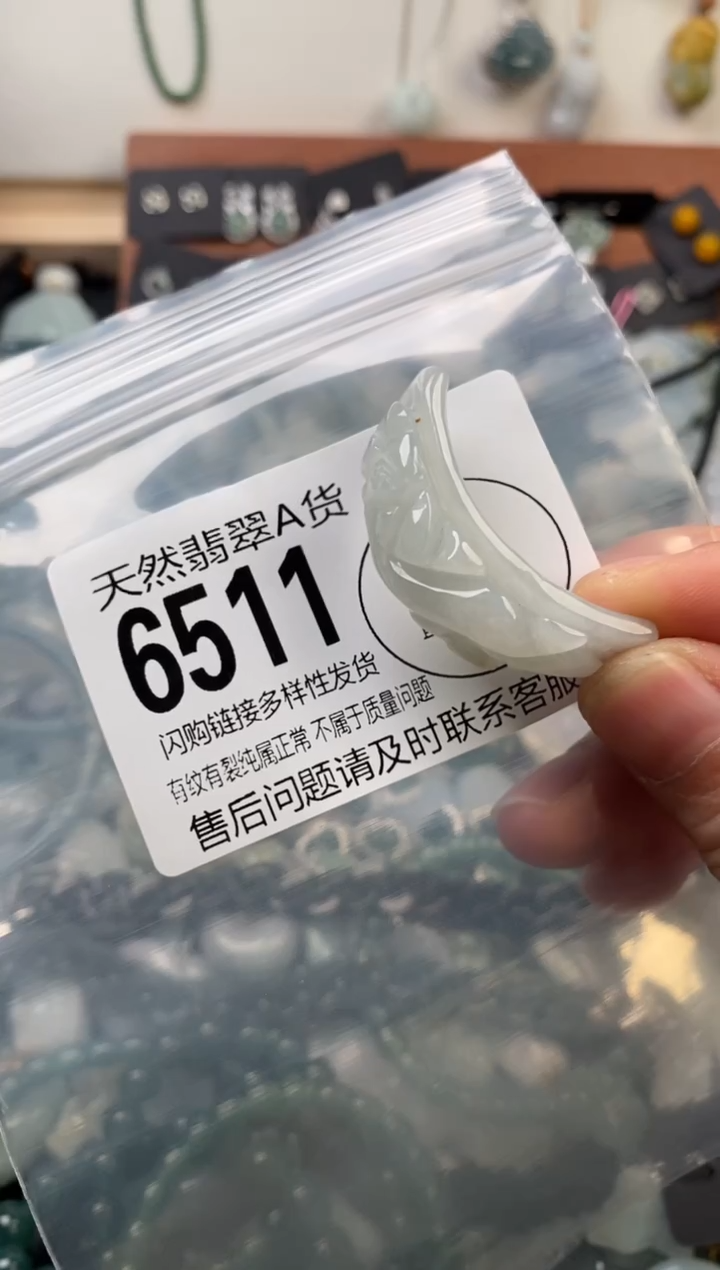 天然翡翠A货
6511
闪购链接多样性发货
有纹有裂纯属正常 不属于质量问题
售后问题请及时联系客服